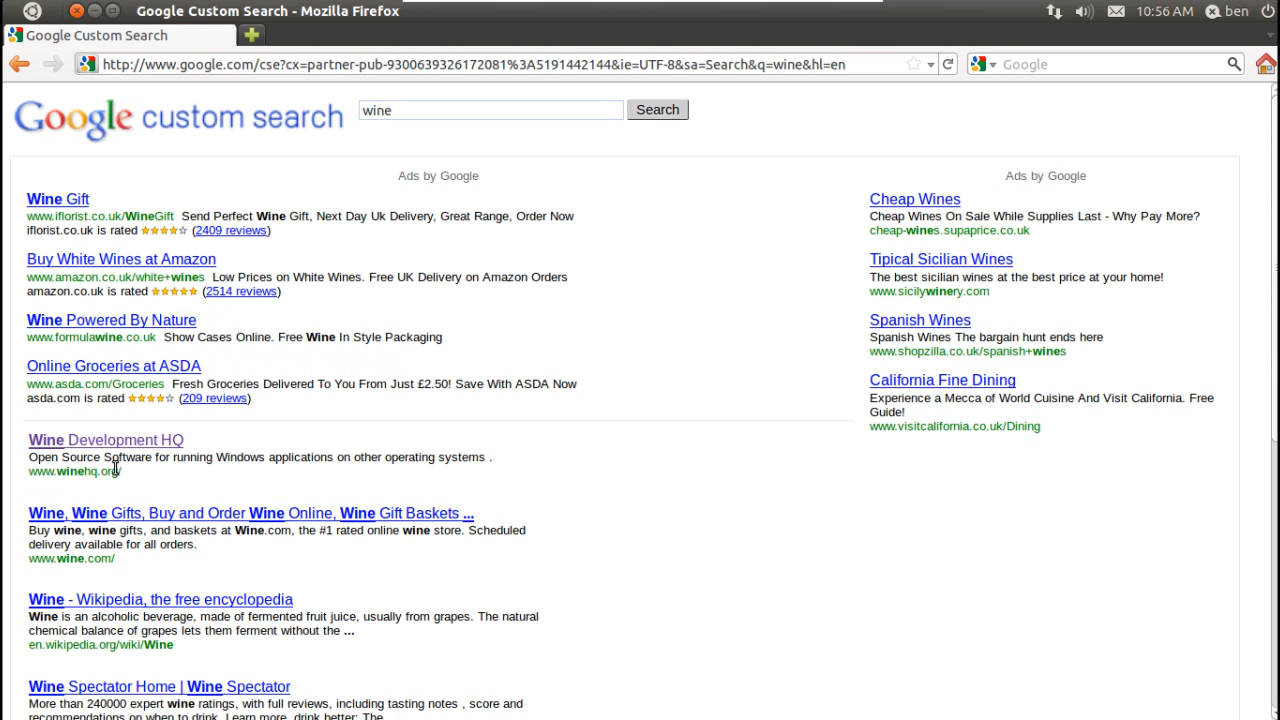 Google Custom Search - Mozilla Firefox
10:56 AM
ben
Google Custom Search
http://www.google.com/cse?cx=partner-pub-9300639326172081%3A5191442144&ie=UTF-8&sa=Search&q=wine&hl=en
Google
Google custom search
wine
Search
Ads by Google
Wine Gift
www.iflorist.co.uk/WineGift Send Perfect Wine Gift, Next Day Uk Delivery, Great Range, Order Now
iflorist.co.uk is rated (2409 reviews)
Buy White Wines at Amazon
www.amazon.co.uk/white+wines Low Prices on White Wines. Free UK Delivery on Amazon Orders
amazon.co.uk is rated (2514 reviews)
Wine Powered By Nature
www.formulawine.co.uk Show Cases Online. Free Wine In Style Packaging
Online Groceries at ASDA
www.asda.com/Groceries Fresh Groceries Delivered To You From Just £2.50! Save With ASDA Now
asda.com is rated (209 reviews)
Ads by Google
Cheap Wines
Cheap Wines On Sale While Supplies Last - Why Pay More?
cheap-wines.supaprice.co.uk
Tipical Sicilian Wines
The best sicilian wines at the best price at your home!
www.sicilywinery.com
Spanish Wines
Spanish Wines The bargain hunt ends here
www.shopzilla.co.uk/spanish+wines
California Fine Dining
Experience a Mecca of World Cuisine And Visit California. Free
Guide!
www.visitcalifornia.co.uk/Dining
Wine Development HQ
Open Source Software for running Windows applications on other operating systems .
www.winehq.org/
Wine, Wine Gifts, Buy and Order Wine Online, Wine Gift Baskets ...
Buy wine, wine gifts, and baskets at Wine.com, the #1 rated online wine store. Scheduled
delivery available for all orders.
www.wine.com/
Wine - Wikipedia, the free encyclopedia
Wine is an alcoholic beverage, made of fermented fruit juice, usually from grapes. The natural
chemical balance of grapes lets them ferment without the ...
en.wikipedia.org/wiki/Wine
Wine Spectator Home | Wine Spectator
More than 240000 expert wine ratings, with full reviews, including tasting notes , score and
recommendations on when to drink. Learn more, drink better: The